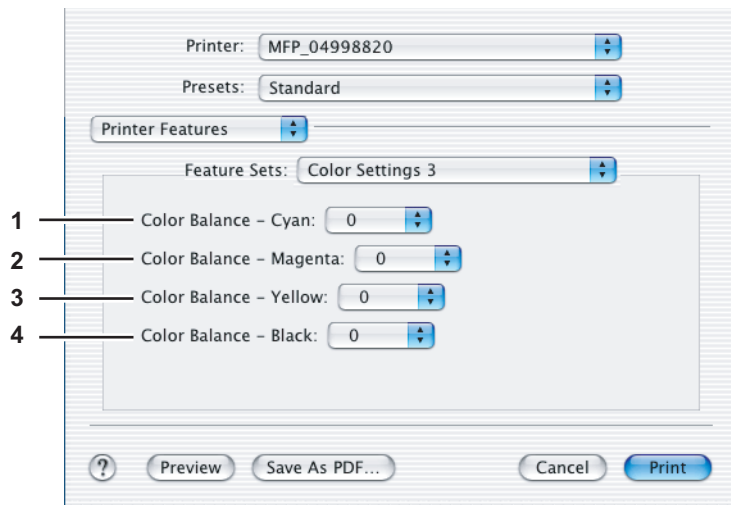 Printer: MFP_04998820
Presets: Standard
Printer Features
Feature Sets: Color Settings 3
1 Color Balance – Cyan: 0
2 Color Balance – Magenta: 0
3 Color Balance – Yellow: 0
4 Color Balance – Black: 0
? Preview Save As PDF... Cancel Print